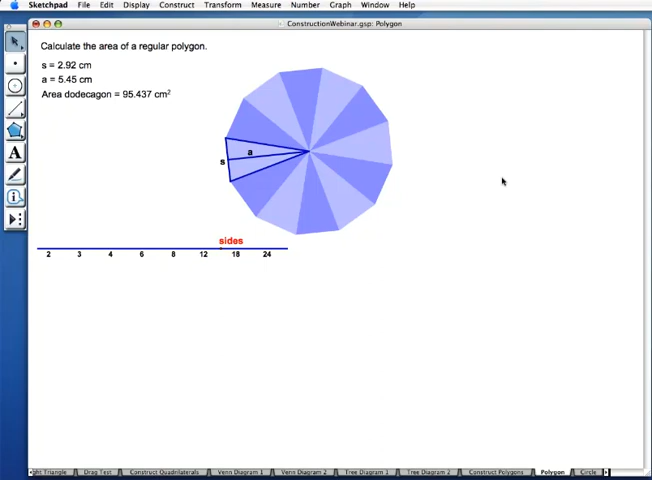 Sketchpad File Edit Display Construct Transform Measure Number Graph Window Help
ConstructionWebinar.gsp: Polygon
Calculate the area of a regular polygon.
s = 2.92 cm
a = 5.45 cm
Area dodecagon = 95.437 cm²
a
s
A
sides
2 3 4 6 8 12 18 24
ght Triangle Drag Test Construct Quadrilaterals Venn Diagram 1 Venn Diagram 2 Tree Diagram 1 Tree Diagram 2 Construct Polygons Polygon Circle